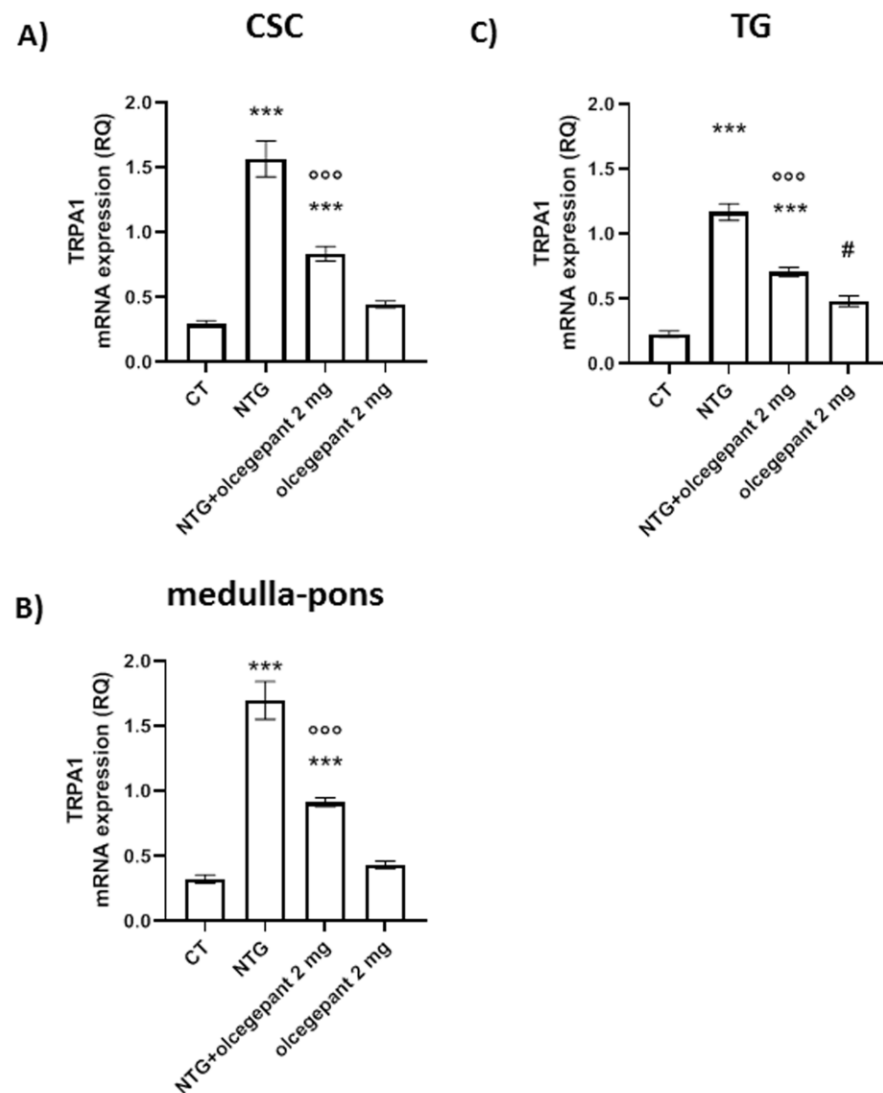 A)
CSC
TRPA1
mRNA expression (RQ)
2.0
1.5
1.0
0.5
0.0
***
°°°
***
CT
NTG
NTG+olcegepant 2 mg
olcegepant 2 mg
C)
TG
TRPA1
mRNA expression (RQ)
2.0
1.5
1.0
0.5
0.0
***
°°°
***
#
CT
NTG
NTG+olcegepant 2 mg
olcegepant 2 mg
B)
medulla-pons
TRPA1
mRNA expression (RQ)
2.0
1.5
1.0
0.5
0.0
***
°°°
***
CT
NTG
NTG+olcegepant 2 mg
olcegepant 2 mg